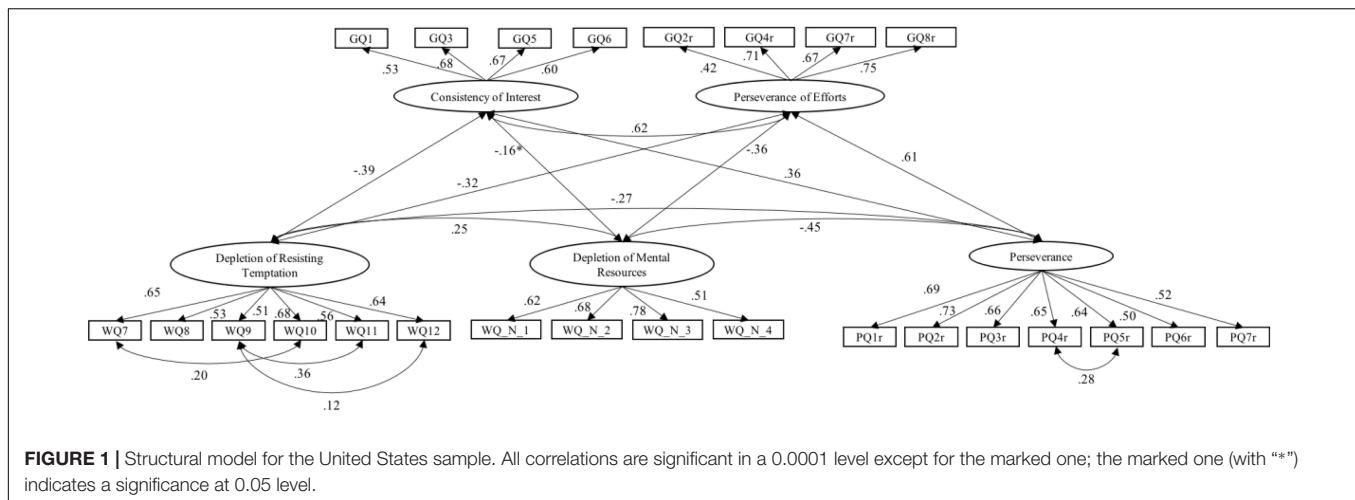 GQ1 GQ3 GQ5 GQ6 GQ2r GQ4r GQ7r GQ8r
.53 .68 .67 .60 .42 .71 .67 .75
Consistency of Interest Perseverance of Efforts
.62
-.16* -.36
-.39 .61
-.32 .36
-.27
.25 -.45
Depletion of Resisting
Temptation
Depletion of Mental
Resources
Perseverance
.65 .53 .51 .68 .56 .64 .62 .68 .78 .51 .69 .73 .66 .65 .64 .50 .52
WQ7 WQ8 WQ9 WQ10 WQ11 WQ12 WQ_N_1 WQ_N_2 WQ_N_3 WQ_N_4 PQ1r PQ2r PQ3r PQ4r PQ5r PQ6r PQ7r
.20 .36 .28
.12
FIGURE 1 | Structural model for the United States sample. All correlations are significant in a 0.0001 level except for the marked one; the marked one (with “*”)
indicates a significance at 0.05 level.